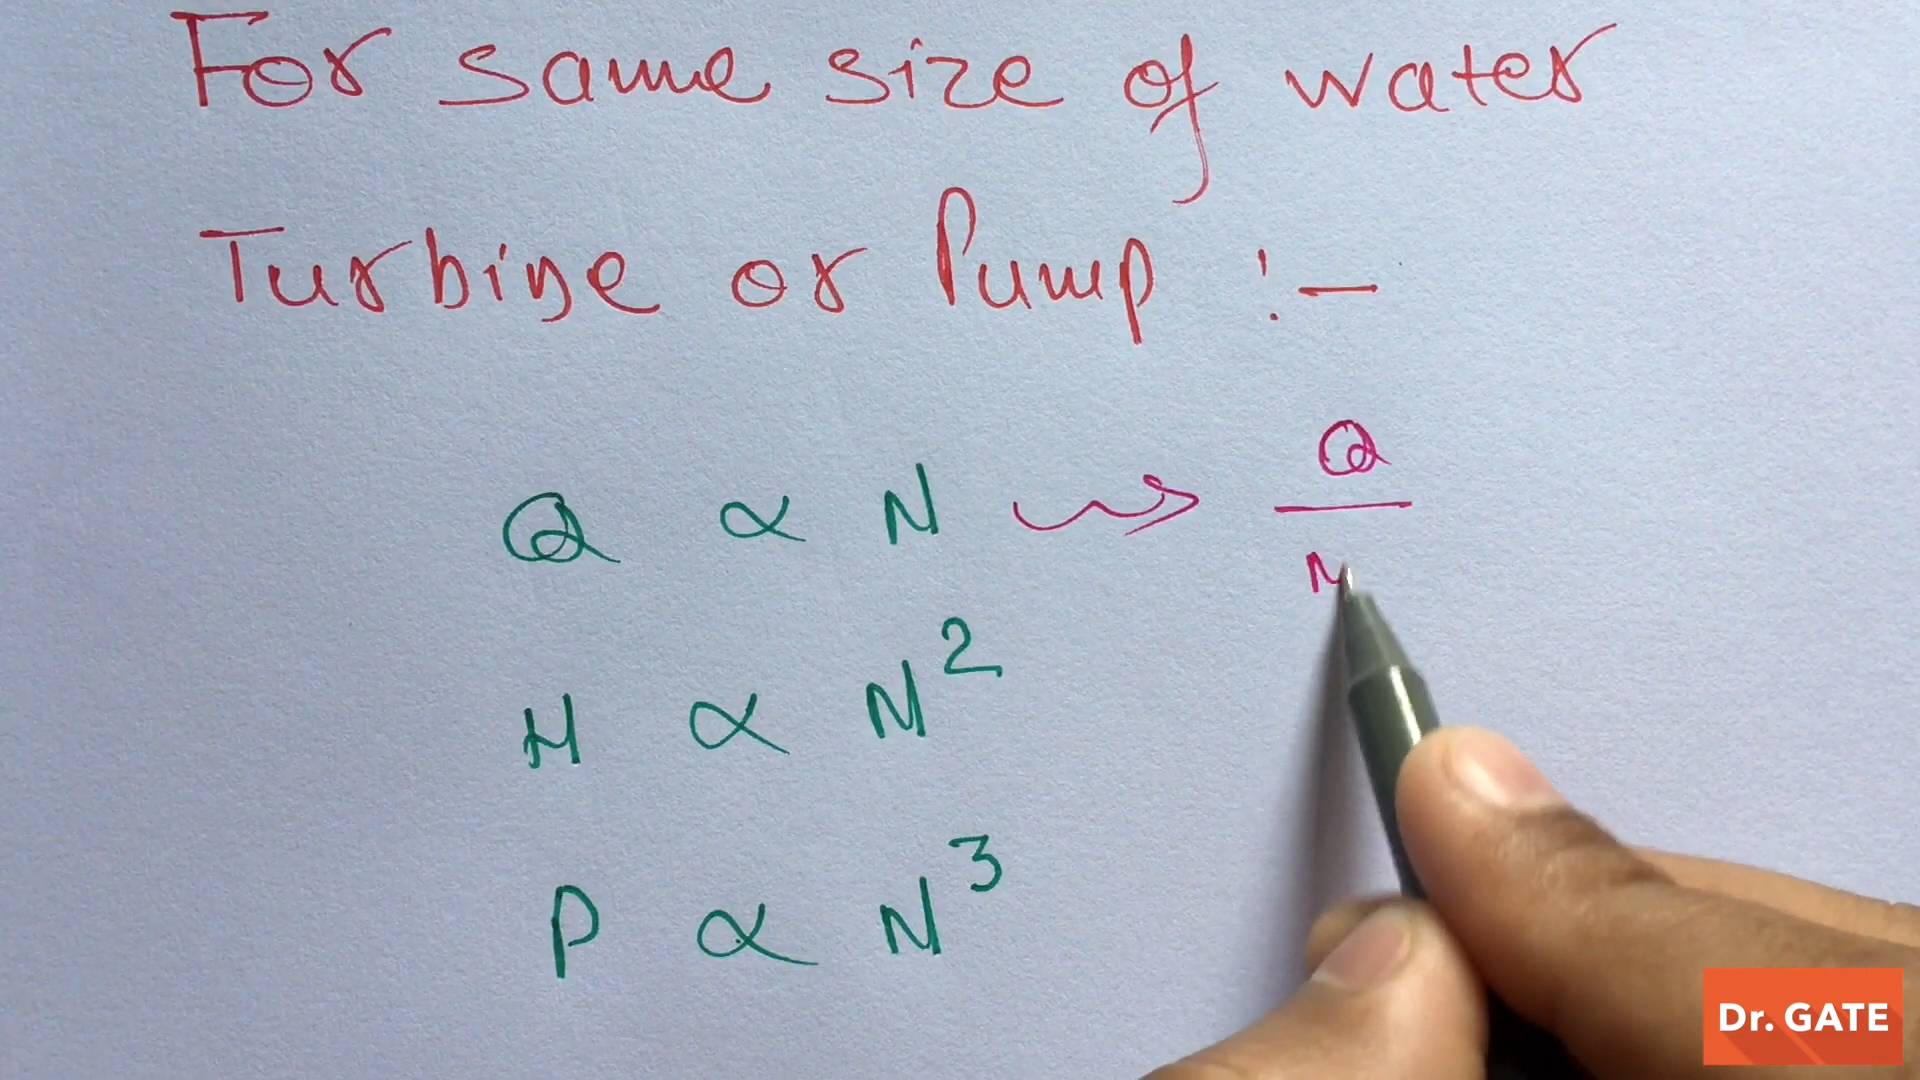 For same size of water
Turbine or Pump :-
Q ∝ N ⇝ Q
N
H ∝ N²
P ∝ N³
Dr. GATE